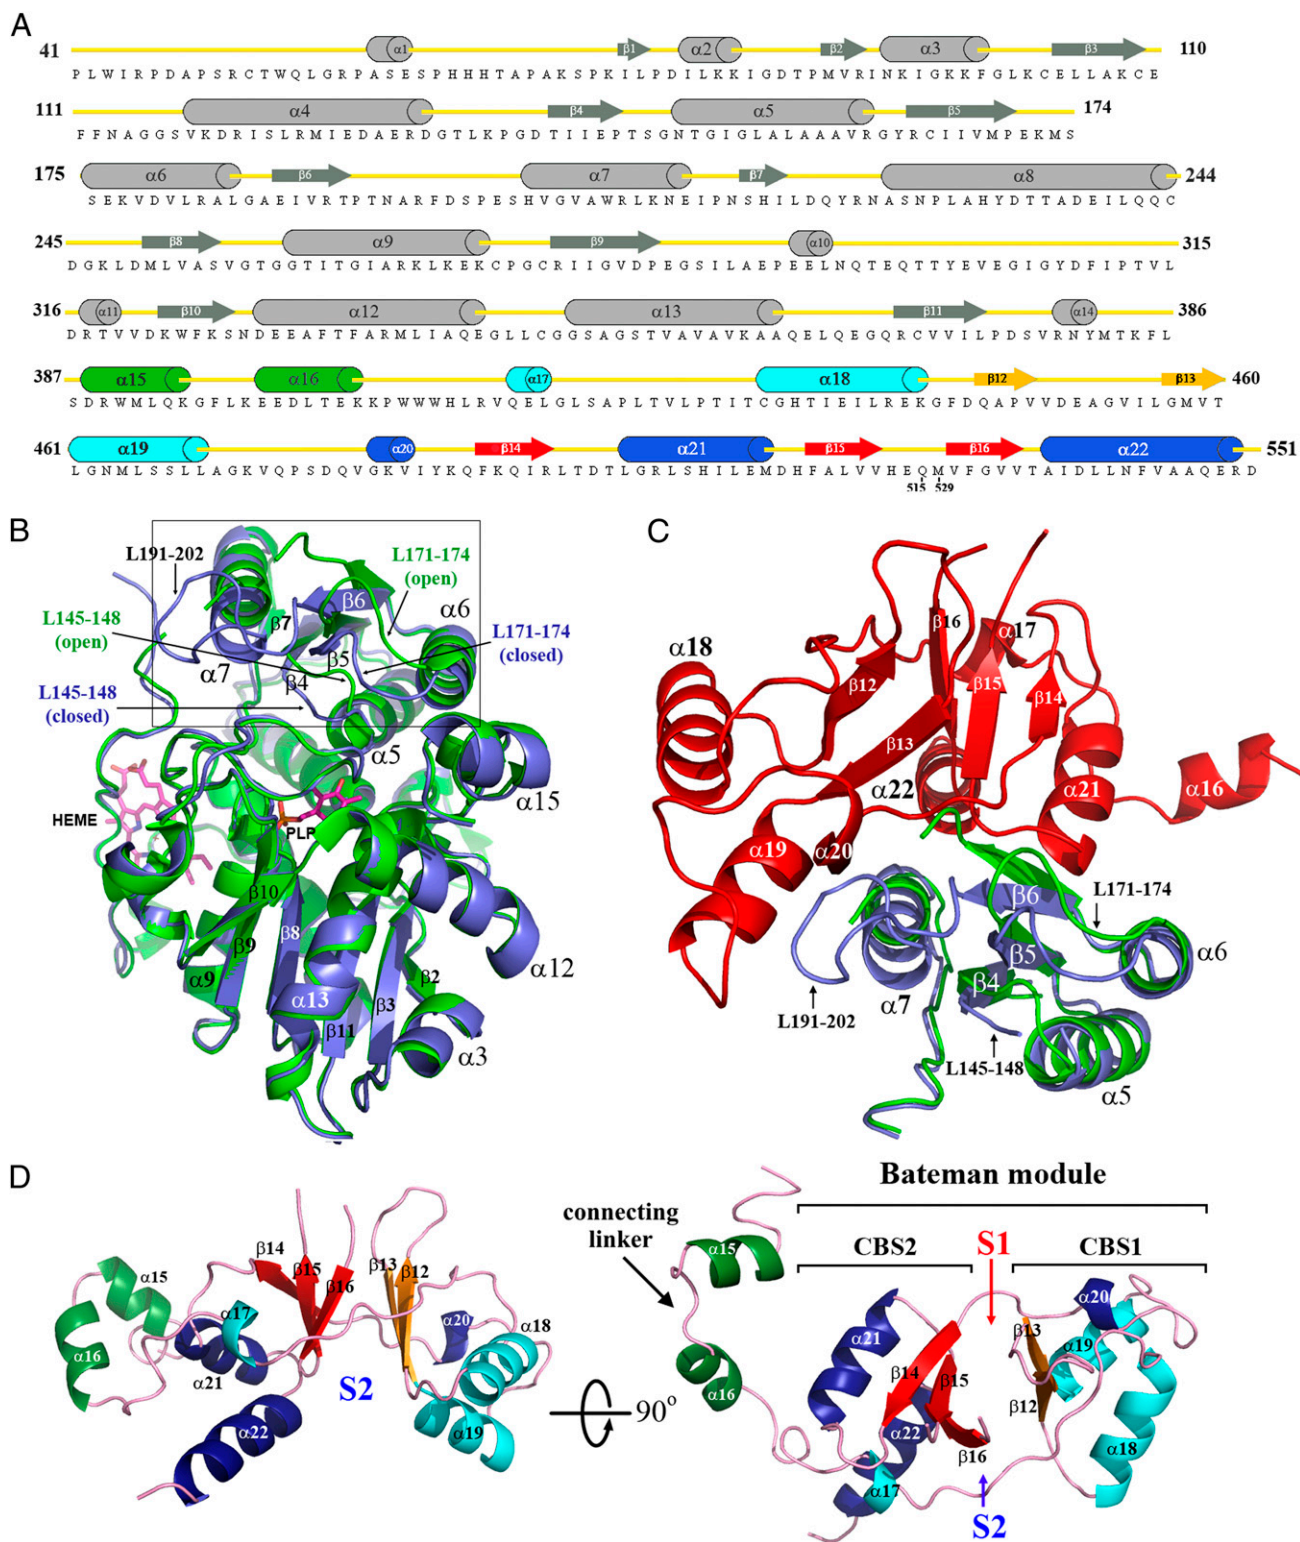 A
41 α1 β1 α2 β2 α3 β3 110
P L W I R P D A P S R C T W Q L G R P A S E S P H H H T A P A K S P K I L P D I L K K I G D T P M V R I N K I G K K F G L K C E L L A K C E
111 α4 β4 α5 β5 174
F F N A G G S V K D R I S L R M I E D A E R D G T L K P G D T I I E P T S G N T G I G L A L A A A V R G Y R C I I V M P E K M S
175 α6 β6 α7 β7 α8 244
S E K V D V L R A L G A E I V R T P T N A R F D S P E S H V G V A W R L K N E I P N S H I L D Q Y R N A S N P L A H Y D T T A D E I L Q Q C
245 β8 α9 β9 α10 315
D G K L D M L V A S V G T G G T I T G I A R K L K E K C P G C R I I G V D P E G S I L A E P E E L N Q T E Q T T Y E V E G I G Y D F I P T V L
316 α11 β10 α12 α13 β11 α14 386
D R T V V D K W F K S N D E E A F T F A R M L I A Q E G L L C G G S A G S T V A V A V K A A Q E L Q E G Q R C V V I L P D S V R N Y M T K F L
387 α15 α16 α17 α18 β12 β13 460
S D R W M L Q K G F L K E E D L T E K K P W W W H L R V Q E L G L S A P L T V L P T I T C G H T I E I L R E K G F D Q A P V V D E A G V I L G M V T
461 α19 α20 β14 α21 β15 β16 α22 551
L G N M L S S L L A G K V Q P S D Q V G K V I Y K Q F K Q I R L T D T L G R L S H I L E M D H F A L V V H E Q M V F G V V T A I D L L N F V A A Q E R D
515 529
B
L191-202
L171-174
(open)
L145-148
(open)
β7
β6
α6
β5
L171-174
(closed)
α7
β4
L145-148
(closed)
α5
α15
HEME
PLP
β10
β9
β8
α9
α13
β11
β3
β2
α12
α3
C
β16
α17
α18
β12
β15
β14
β13
α22
α21
α16
α19
α20
β6
L171-174
β5
α6
β4
α7
L191-202
L145-148
α5
D
β14
β15
β16
β13
β12
α15
α17
α20
α18
α16
α21
S2
α22
α19
90°
Bateman module
connecting
linker
α15
CBS2
S1
CBS1
α20
α21
β13
α19
β14
β15
α16
β12
α22
α18
β16
α17
S2